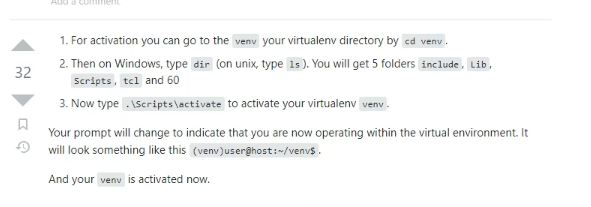 Add a comment
1. For activation you can go to the venv your virtualenv directory by cd venv.
2. Then on Windows, type dir (on unix, type ls). You will get 5 folders include, Lib,
Scripts, tcl and 60
3. Now type .\Scripts\activate to activate your virtualenv venv.
32
Your prompt will change to indicate that you are now operating within the virtual environment. It
will look something like this (venv)user@host:~/venv$.
And your venv is activated now.